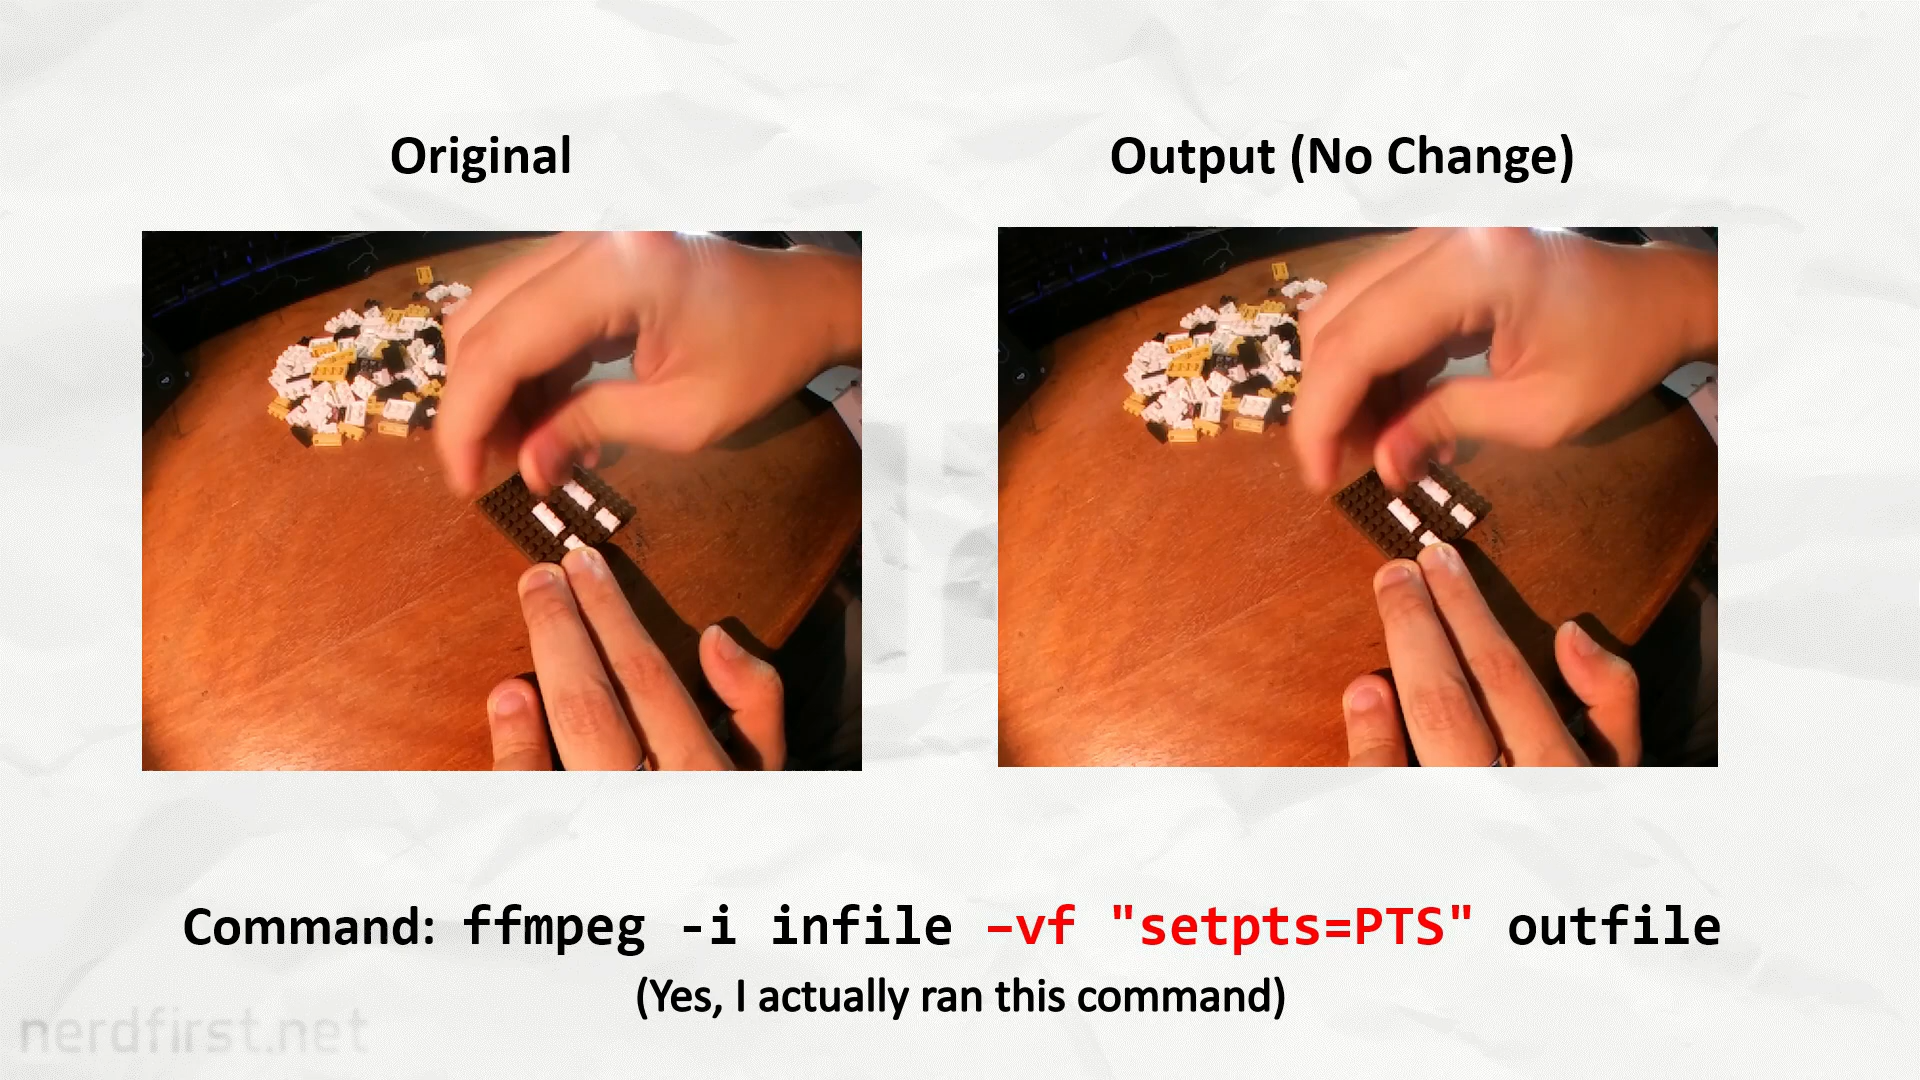 Original
Output (No Change)
Command: ffmpeg -i infile –vf "setpts=PTS" outfile
(Yes, I actually ran this command)
nerdfirst.net